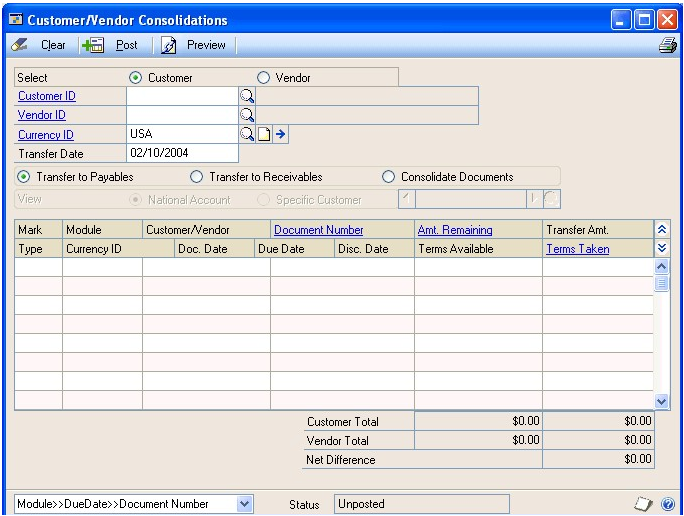 Customer/Vendor Consolidations
Clear Post Preview
Select Customer Vendor
Customer ID
Vendor ID
Currency ID USA
Transfer Date 02/10/2004
Transfer to Payables Transfer to Receivables Consolidate Documents
View National Account Specific Customer
Mark Module Customer/Vendor Document Number Amt. Remaining Transfer Amt.
Type Currency ID Doc. Date Due Date Disc. Date Terms Available Terms Taken
Customer Total $0.00 $0.00
Vendor Total $0.00 $0.00
Net Difference $0.00
Module>>DueDate>>Document Number Status Unposted